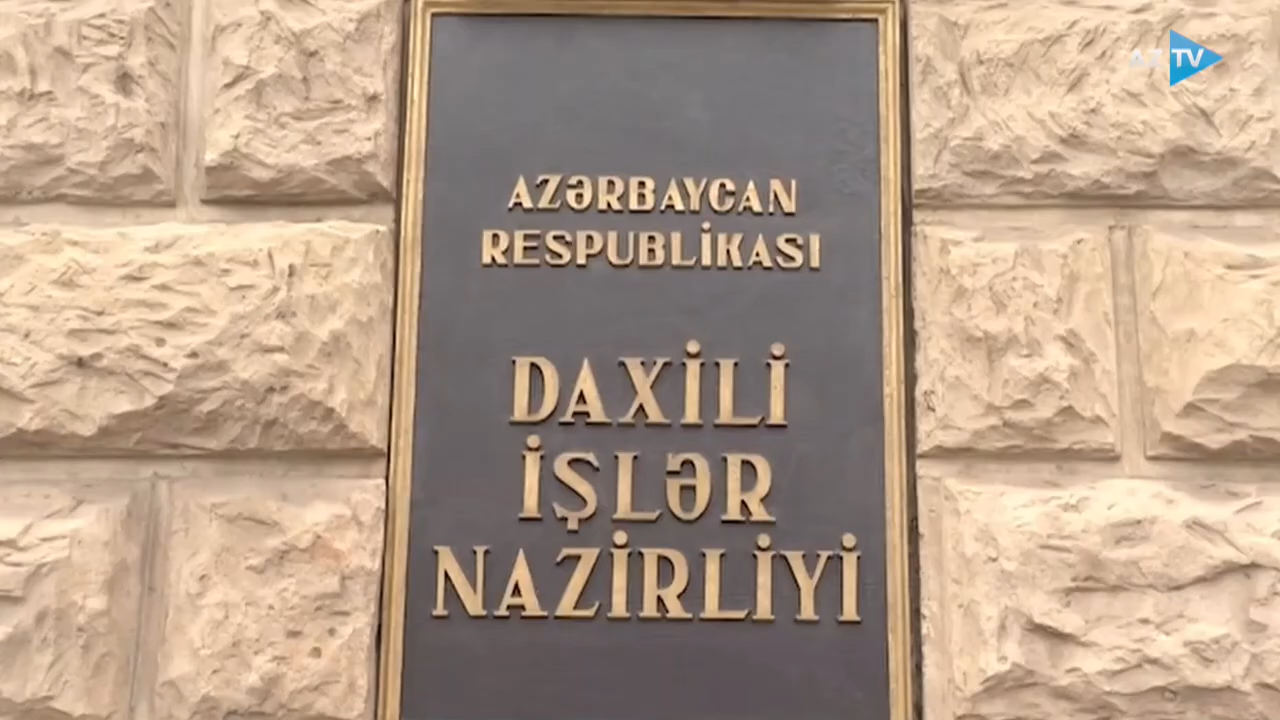 AZTV
AZƏRBAYCAN
RESPUBLİKASI
DAXİLİ
İŞLƏR
NAZİRLİYİ